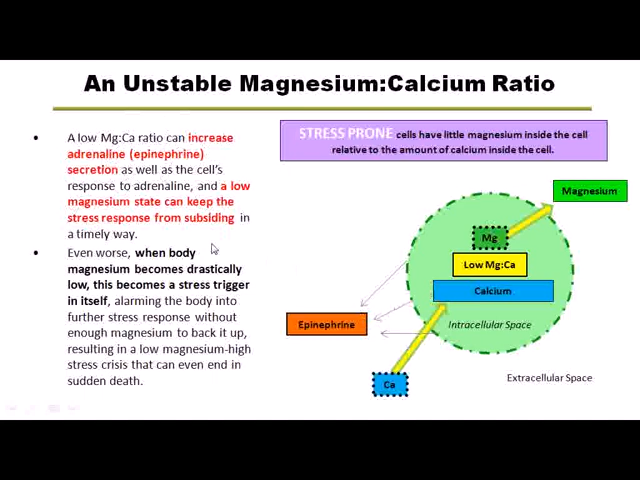 An Unstable Magnesium:Calcium Ratio
• A low Mg:Ca ratio can increase
adrenaline (epinephrine)
secretion as well as the cell's
response to adrenaline, and a low
magnesium state can keep the
stress response from subsiding in
a timely way.
• Even worse, when body
magnesium becomes drastically
low, this becomes a stress trigger
in itself, alarming the body into
further stress response without
enough magnesium to back it up,
resulting in a low magnesium-high
stress crisis that can even end in
sudden death.
STRESS PRONE cells have little magnesium inside the cell
relative to the amount of calcium inside the cell.
Magnesium
Mg
Low Mg:Ca
Calcium
Epinephrine
Intracellular Space
Ca
Extracellular Space